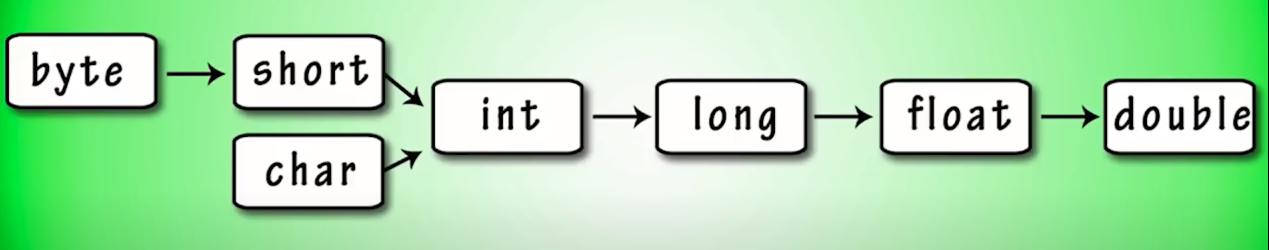 byte
short
char
int
long
float
double